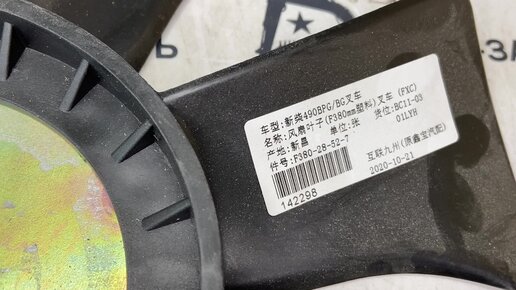 车型:新柴490BPG/BG叉车
名称:风扇叶子(F380mm塑料)叉车 (FXC)
产地:新昌 单位:张 货位:BC11-03
件号:F380-28-52-7 01LYH
142298
互联九州(原鑫宝汽配)
2020-10-21